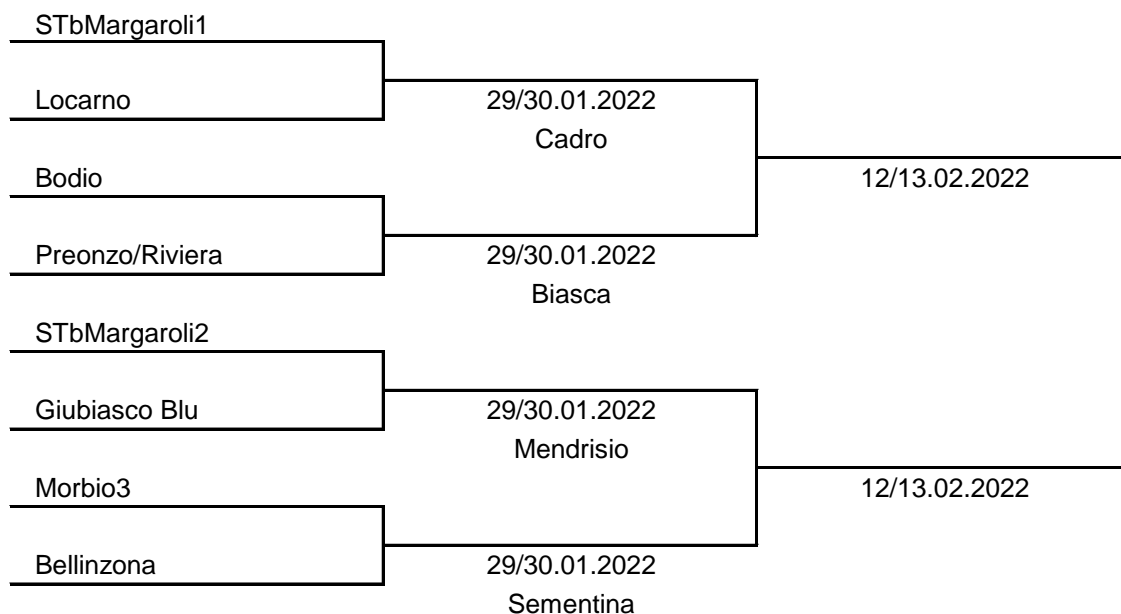 STbMargaroli1
Locarno
29/30.01.2022
Cadro
Bodio
12/13.02.2022
Preonzo/Riviera
29/30.01.2022
Biasca
STbMargaroli2
Giubiasco Blu
29/30.01.2022
Mendrisio
Morbio3
12/13.02.2022
Bellinzona
29/30.01.2022
Sementina